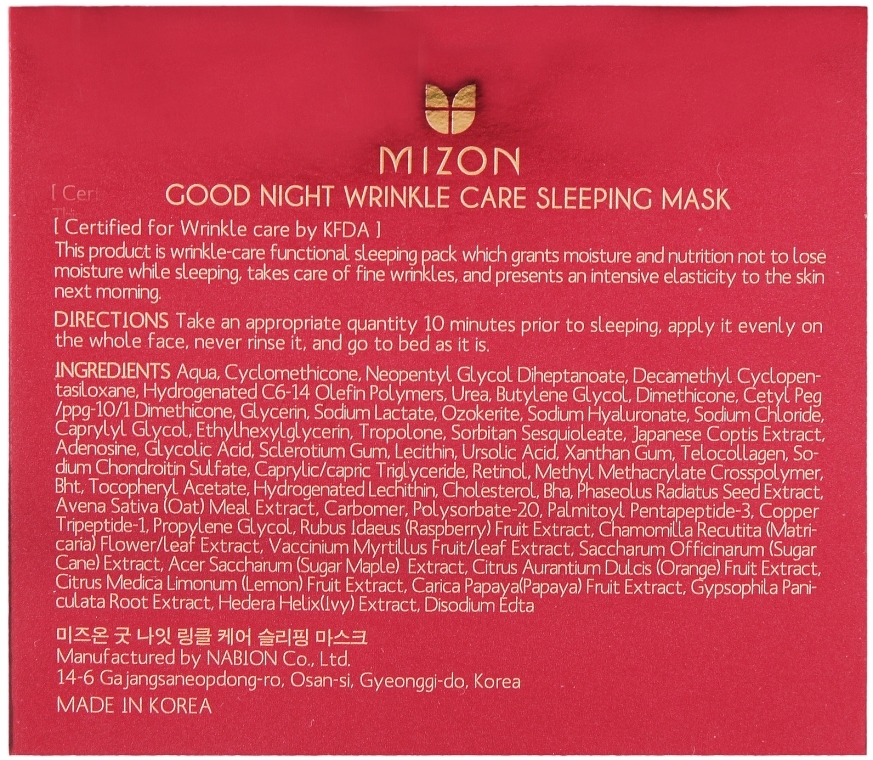 MIZON
GOOD NIGHT WRINKLE CARE SLEEPING MASK
[ Certified for Wrinkle care by KFDA ]
This product is wrinkle-care functional sleeping pack which grants moisture and nutrition not to lose
moisture while sleeping, takes care of fine wrinkles, and presents an intensive elasticity to the skin
next morning.
DIRECTIONS Take an appropriate quantity 10 minutes prior to sleeping, apply it evenly on
the whole face, never rinse it, and go to bed as it is.
INGREDIENTS Aqua, Cyclomethicone, Neopentyl Glycol Diheptanoate, Decamethyl Cyclopen-
tasiloxane, Hydrogenated C6-14 Olefin Polymers, Urea, Butylene Glycol, Dimethicone, Cetyl Peg
/ppg-10/1 Dimethicone, Glycerin, Sodium Lactate, Ozokerite, Sodium Hyaluronate, Sodium Chloride,
Caprylyl Glycol, Ethylhexylglycerin, Tropolone, Sorbitan Sesquioleate, Japanese Coptis Extract,
Adenosine, Glycolic Acid, Sclerotium Gum, Lecithin, Ursolic Acid, Xanthan Gum, Telocollagen, So-
dium Chondroitin Sulfate, Caprylic/capric Triglyceride, Retinol, Methyl Methacrylate Crosspolymer,
Bht, Tocopheryl Acetate, Hydrogenated Lechithin, Cholesterol, Bha, Phaseolus Radiatus Seed Extract,
Avena Sativa (Oat) Meal Extract, Carbomer, Polysorbate-20, Palmitoyl Pentapeptide-3, Copper
Tripeptide-1, Propylene Glycol, Rubus Idaeus (Raspberry) Fruit Extract, Chamomilla Recutita (Matri-
caria) Flower/leaf Extract, Vaccinium Myrtillus Fruit/leaf Extract, Saccharum Officinarum (Sugar
Cane) Extract, Acer Saccharum (Sugar Maple) Extract, Citrus Aurantium Dulcis (Orange) Fruit Extract,
Citrus Medica Limonum (Lemon) Fruit Extract, Carica Papaya(Papaya) Fruit Extract, Gypsophila Pani-
culata Root Extract, Hedera Helix(Ivy) Extract, Disodium Edta
미즈온 굿 나잇 링클 케어 슬리핑 마스크
Manufactured by NABION Co., Ltd.
14-6 Gajangsaneopdong-ro, Osan-si, Gyeonggi-do, Korea
MADE IN KOREA